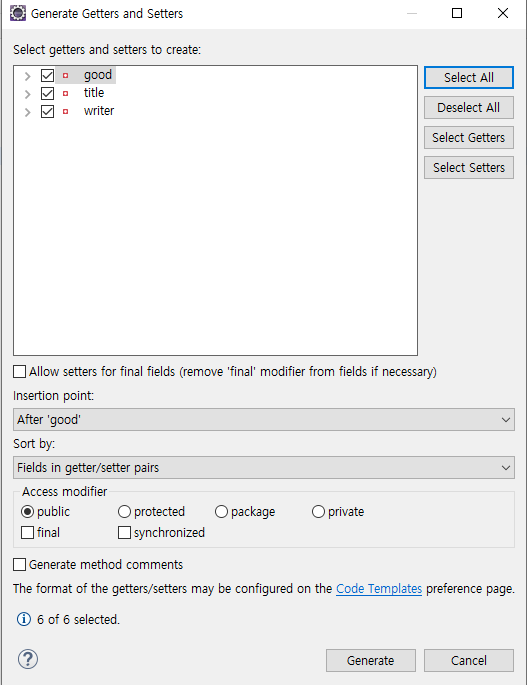 Generate Getters and Setters
Select getters and setters to create:
good
title
writer
Select All
Deselect All
Select Getters
Select Setters
Allow setters for final fields (remove 'final' modifier from fields if necessary)
Insertion point:
After 'good'
Sort by:
Fields in getter/setter pairs
Access modifier
public protected package private
final synchronized
Generate method comments
The format of the getters/setters may be configured on the Code Templates preference page.
6 of 6 selected.
Generate Cancel